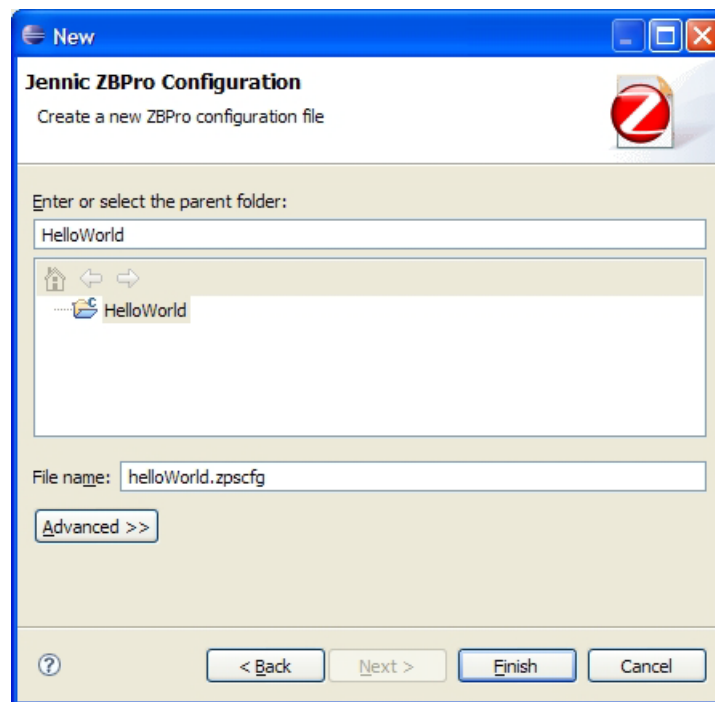 New
Jennic ZBPro Configuration
Create a new ZBPro configuration file
Enter or select the parent folder:
HelloWorld
HelloWorld
File name: helloWorld.zpscfg
Advanced >>
< Back Next > Finish Cancel